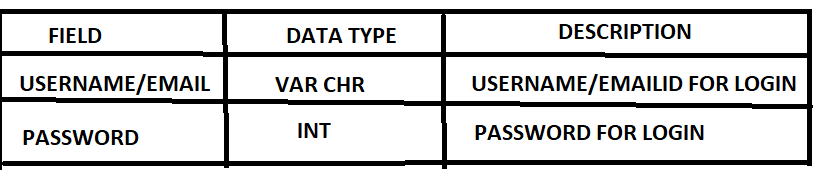 FIELD DATA TYPE DESCRIPTION
USERNAME/EMAIL VAR CHR USERNAME/EMAILID FOR LOGIN
PASSWORD INT PASSWORD FOR LOGIN